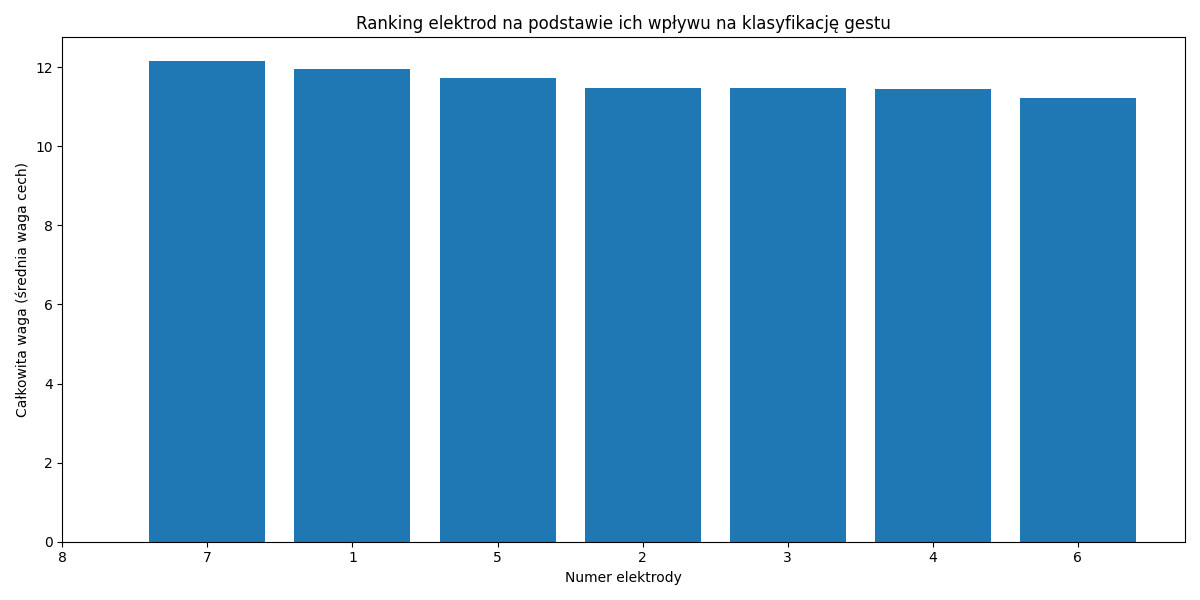 Ranking elektrod na podstawie ich wpływu na klasyfikację gestu
Całkowita waga (średnia waga cech)
12
10
8
6
4
2
0
8 7 1 5 2 3 4 6
Numer elektrody